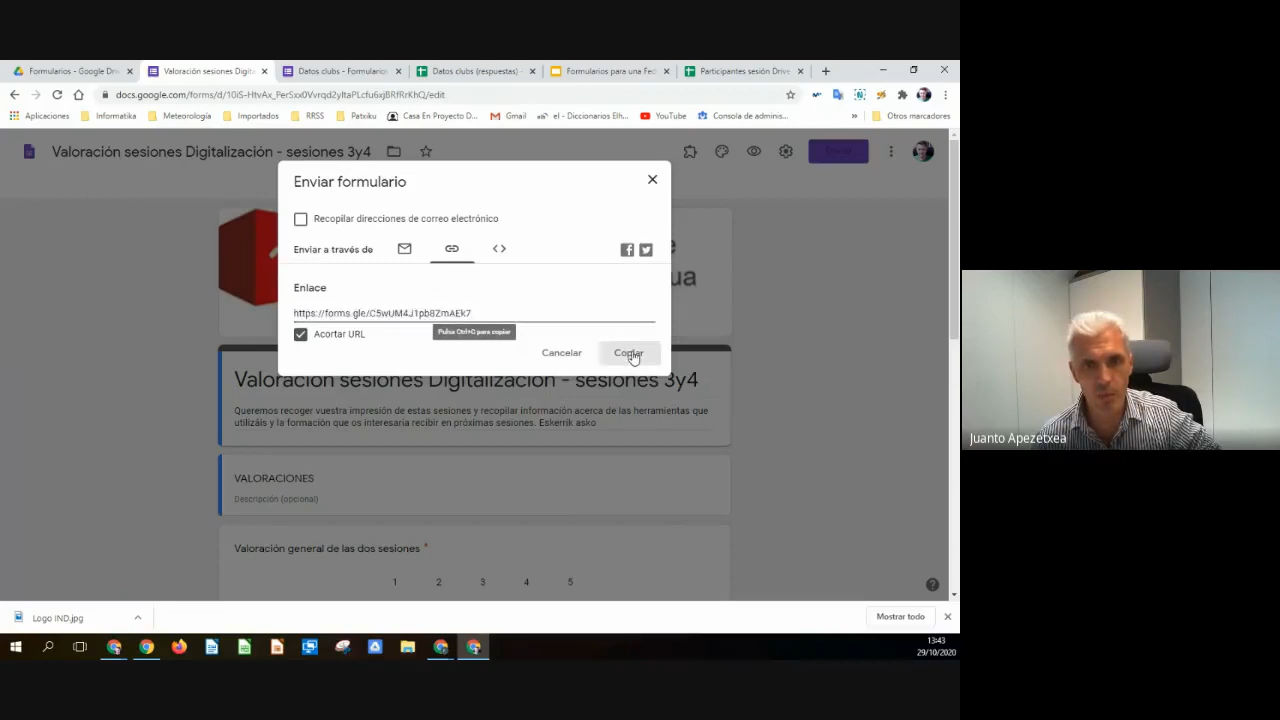 Formularios - Google Dri
Valoración sesiones Digita
Datos clubs - Formularios
Datos clubs (respuestas) -
Formularios para una Fed
Participantes sesión Drive
docs.google.com/forms/d/10iS-HtvAx_PerSxx0Vvrqd2yItaPLcfu6xjBRfRrKhQ/edit
Aplicaciones
Informatika
Meteorología
Importados
RRSS
Patxiku
Casa En Proyecto D...
Gmail
el - Diccionarios Elh...
YouTube
Consola de adminis...
»
Otros marcadores
Valoración sesiones Digitalización - sesiones 3y4
Enviar formulario
Recopilar direcciones de correo electrónico
Enviar a través de
Enlace
https://forms.gle/C5wUM4J1pb8ZmAEk7
Acortar URL
Pulsa Ctrl+C para copiar
Cancelar
Copiar
Valoración sesiones Digitalización - sesiones 3y4
Queremos recoger vuestra impresión de estas sesiones y recopilar información acerca de las herramientas que
utilizáis y la formación que os interesaría recibir en próximas sesiones. Eskerrik asko
VALORACIONES
Descripción (opcional)
Valoración general de las dos sesiones *
1 2 3 4 5
Logo IND.jpg
Mostrar todo
13:43
29/10/2020
Juanto Apezetxea